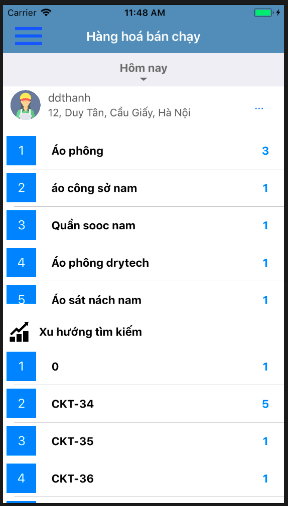 Carrier 11:48 AM
Hàng hoá bán chạy
Hôm nay
ddthanh
12, Duy Tân, Cầu Giấy, Hà Nội
...
1 Áo phông 3
2 áo công sở nam 1
3 Quần sooc nam 1
4 Áo phông drytech 1
5 Áo sát nách nam 1
Xu hướng tìm kiếm
1 0 1
2 CKT-34 5
3 CKT-35 1
4 CKT-36 1